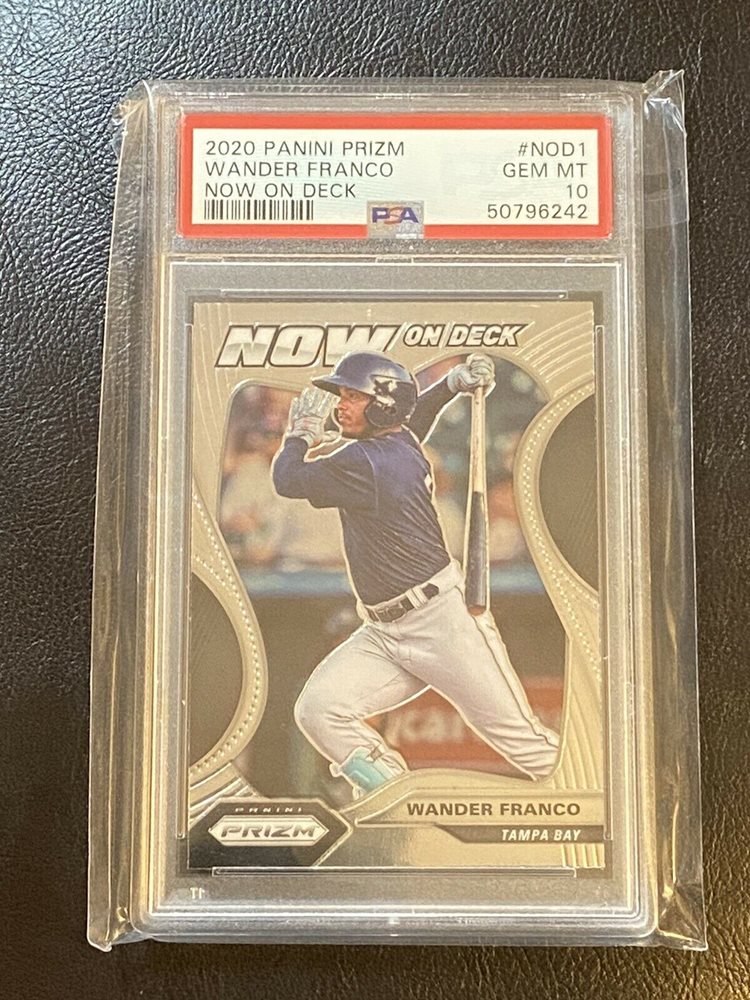 2020 PANINI PRIZM #NOD1
WANDER FRANCO GEM MT
NOW ON DECK 10
PSA 50796242
NOW ON DECK
WANDER FRANCO
PANINI
PRIZM
TAMPA BAY